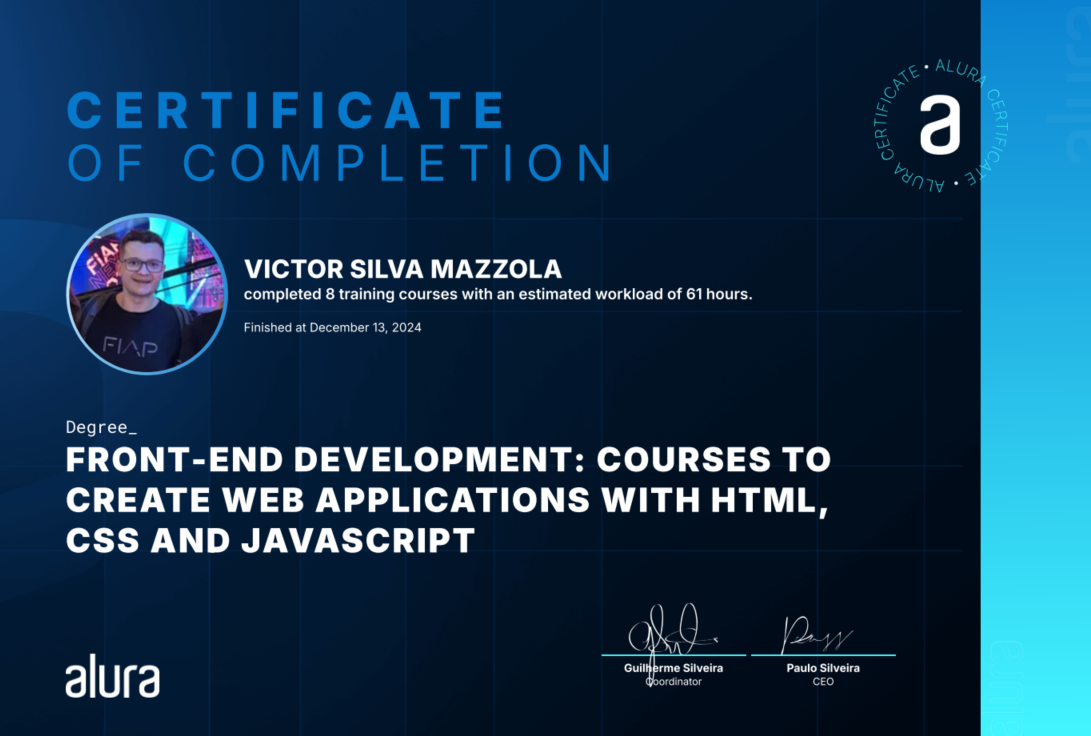 CERTIFICATE
OF COMPLETION
ALURA CERTIFICATE • ALURA CERTIFICATE •
a
FIAP
FIAP
VICTOR SILVA MAZZOLA
completed 8 training courses with an estimated workload of 61 hours.
Finished at December 13, 2024
Degree_
FRONT-END DEVELOPMENT: COURSES TO
CREATE WEB APPLICATIONS WITH HTML,
CSS AND JAVASCRIPT
alura
Guilherme Silveira
Coordinator
Paulo Silveira
CEO